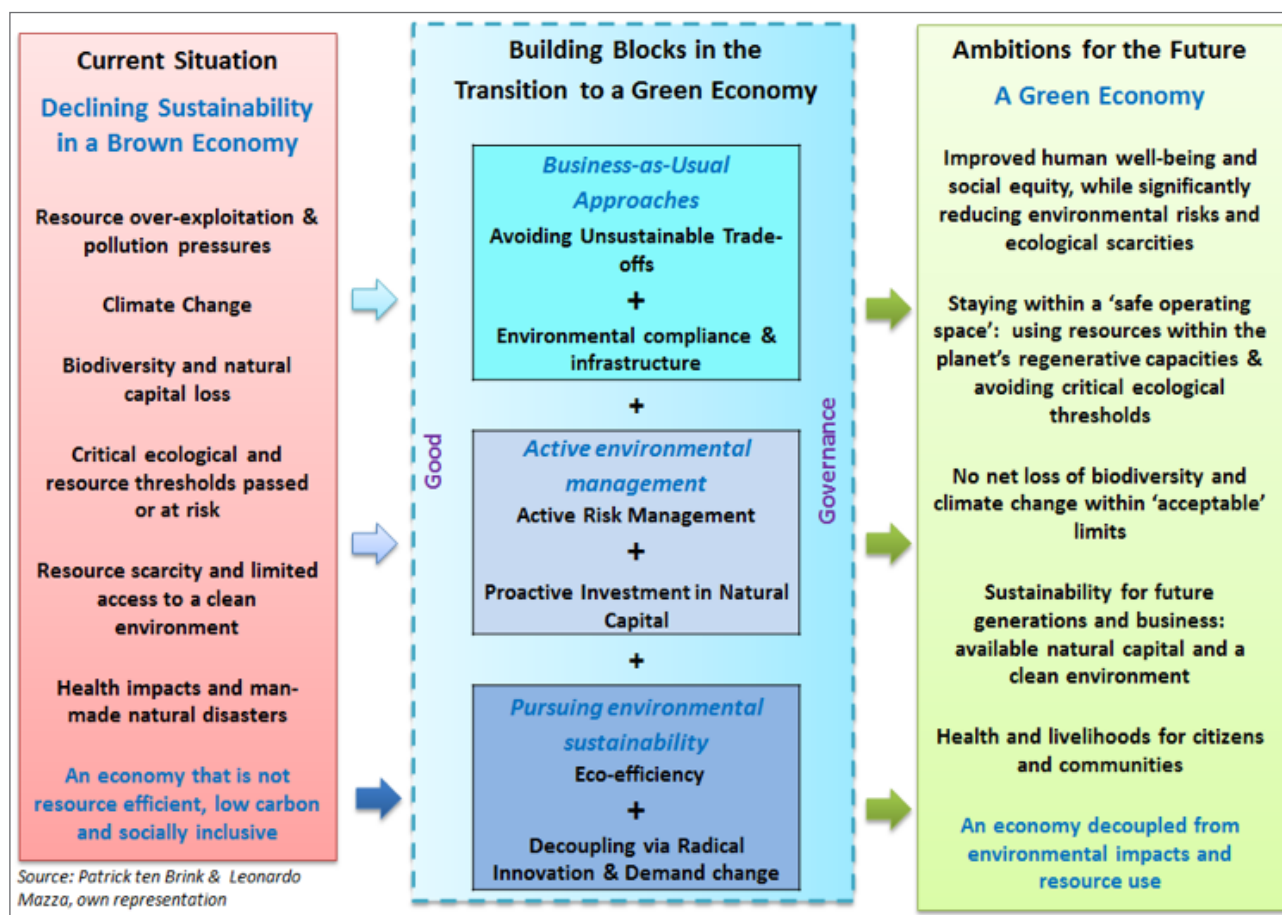 Current Situation
Declining Sustainability
in a Brown Economy
Resource over-exploitation &
pollution pressures
Climate Change
Biodiversity and natural
capital loss
Critical ecological and
resource thresholds passed
or at risk
Resource scarcity and limited
access to a clean
environment
Health impacts and man-
made natural disasters
An economy that is not
resource efficient, low carbon
and socially inclusive
Source: Patrick ten Brink & Leonardo
Mazza, own representation
Building Blocks in the
Transition to a Green Economy
Good
Business-as-Usual
Approaches
Avoiding Unsustainable Trade-
offs
+
Environmental compliance &
infrastructure
+
Active environmental
management
Active Risk Management
+
Proactive Investment in Natural
Capital
+
Pursuing environmental
sustainability
Eco-efficiency
+
Decoupling via Radical
Innovation & Demand change
Governance
Ambitions for the Future
A Green Economy
Improved human well-being and
social equity, while significantly
reducing environmental risks and
ecological scarcities
Staying within a ‘safe operating
space’: using resources within the
planet’s regenerative capacities &
avoiding critical ecological
thresholds
No net loss of biodiversity and
climate change within ‘acceptable’
limits
Sustainability for future
generations and business:
available natural capital and a
clean environment
Health and livelihoods for citizens
and communities
An economy decoupled from
environmental impacts and
resource use